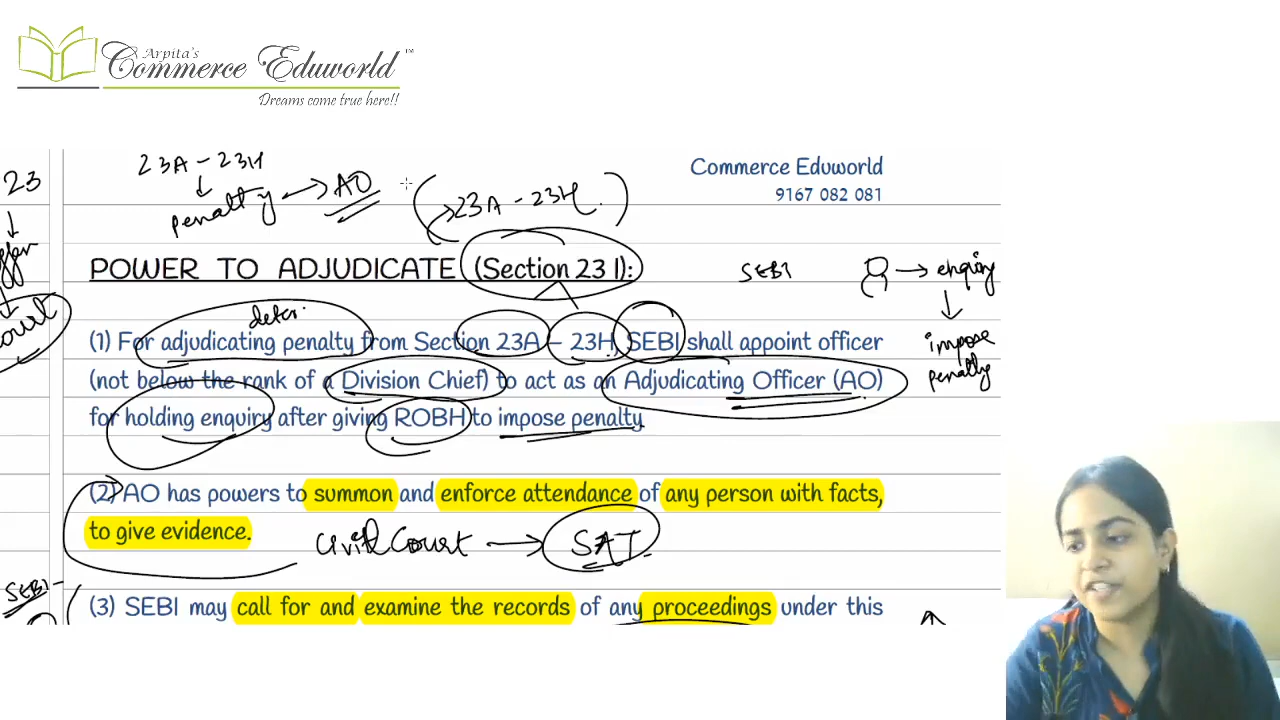 Arpita's
Commerce Eduworld™
Dreams come true here!!
Commerce Eduworld
9167 082 081
23A - 23H
penalty → AO
(23A - 23H.)
23
POWER TO ADJUDICATE (Section 23 I):
SEBI
→ enquiry
impose
penalty
(1) For adjudicating penalty from Section 23A – 23H, SEBI shall appoint officer
(not below the rank of a Division Chief) to act as an Adjudicating Officer (AO)
for holding enquiry after giving ROBH to impose penalty.
(2) AO has powers to summon and enforce attendance of any person with facts,
to give evidence.
Civil Court → SAT
SEBI
(3) SEBI may call for and examine the records of any proceedings under this